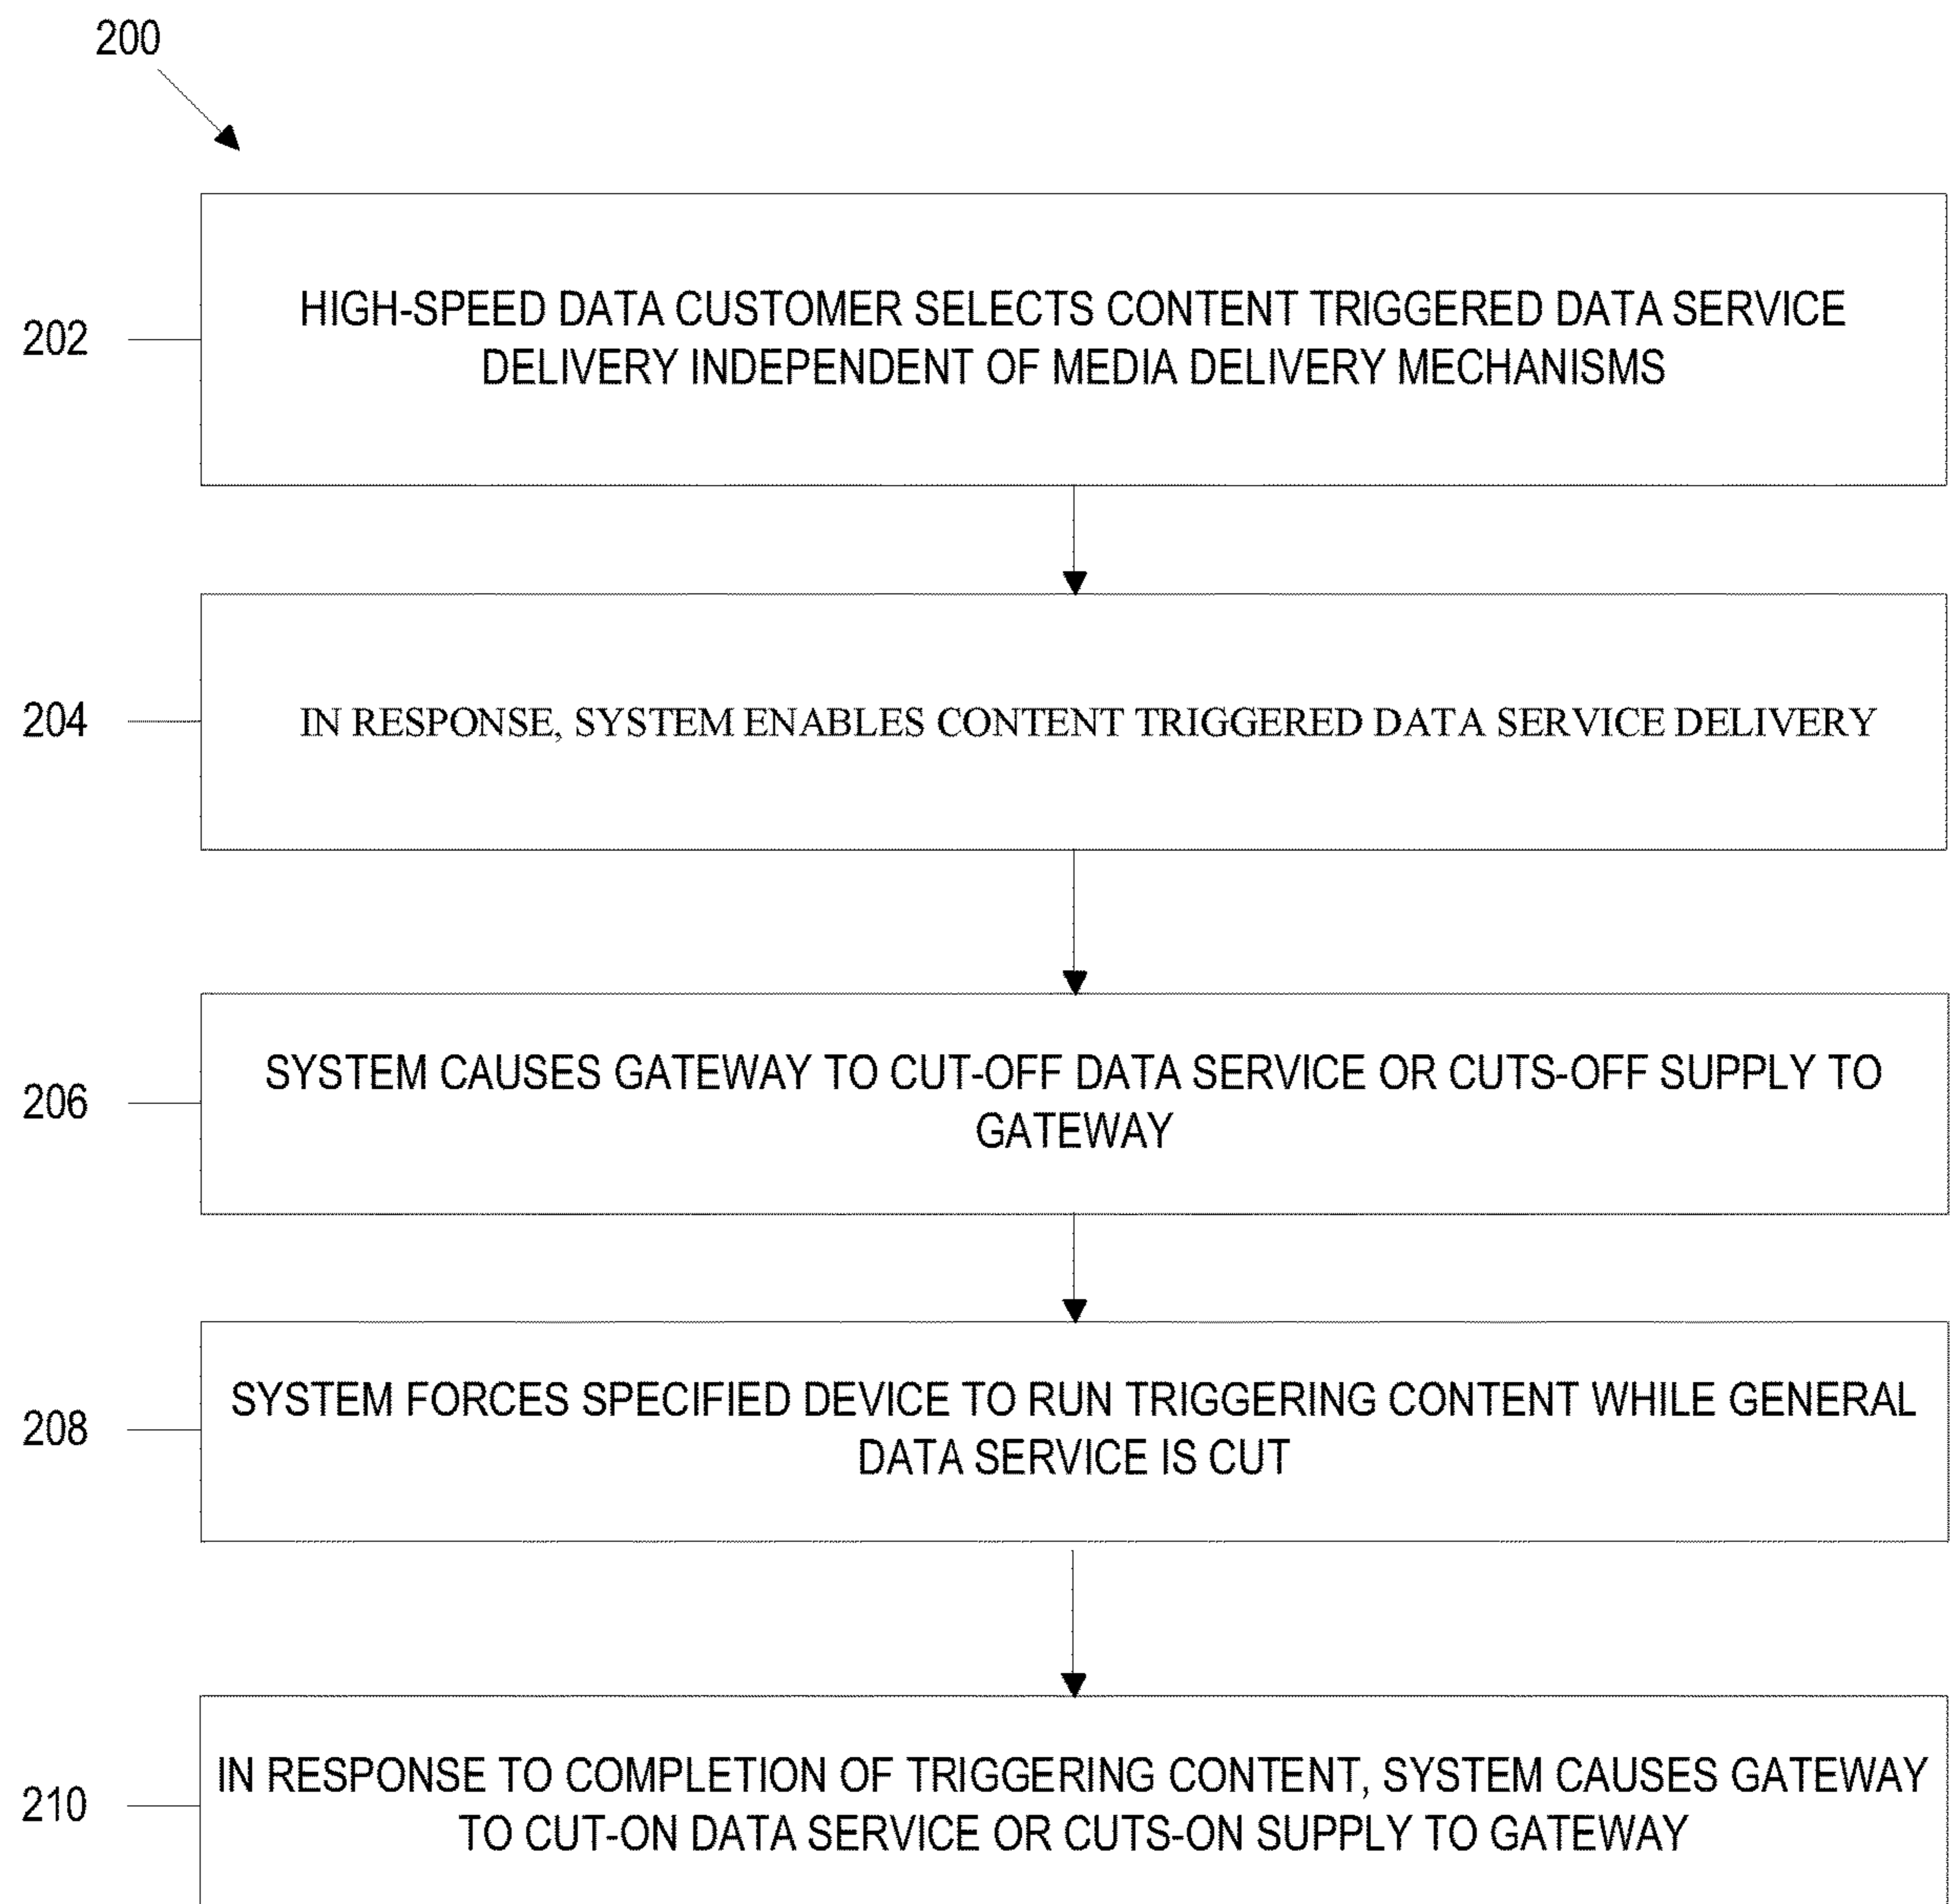 200
202
HIGH-SPEED DATA CUSTOMER SELECTS CONTENT TRIGGERED DATA SERVICE
DELIVERY INDEPENDENT OF MEDIA DELIVERY MECHANISMS
204
IN RESPONSE, SYSTEM ENABLES CONTENT TRIGGERED DATA SERVICE DELIVERY
206
SYSTEM CAUSES GATEWAY TO CUT-OFF DATA SERVICE OR CUTS-OFF SUPPLY TO
GATEWAY
208
SYSTEM FORCES SPECIFIED DEVICE TO RUN TRIGGERING CONTENT WHILE GENERAL
DATA SERVICE IS CUT
210
IN RESPONSE TO COMPLETION OF TRIGGERING CONTENT, SYSTEM CAUSES GATEWAY
TO CUT-ON DATA SERVICE OR CUTS-ON SUPPLY TO GATEWAY